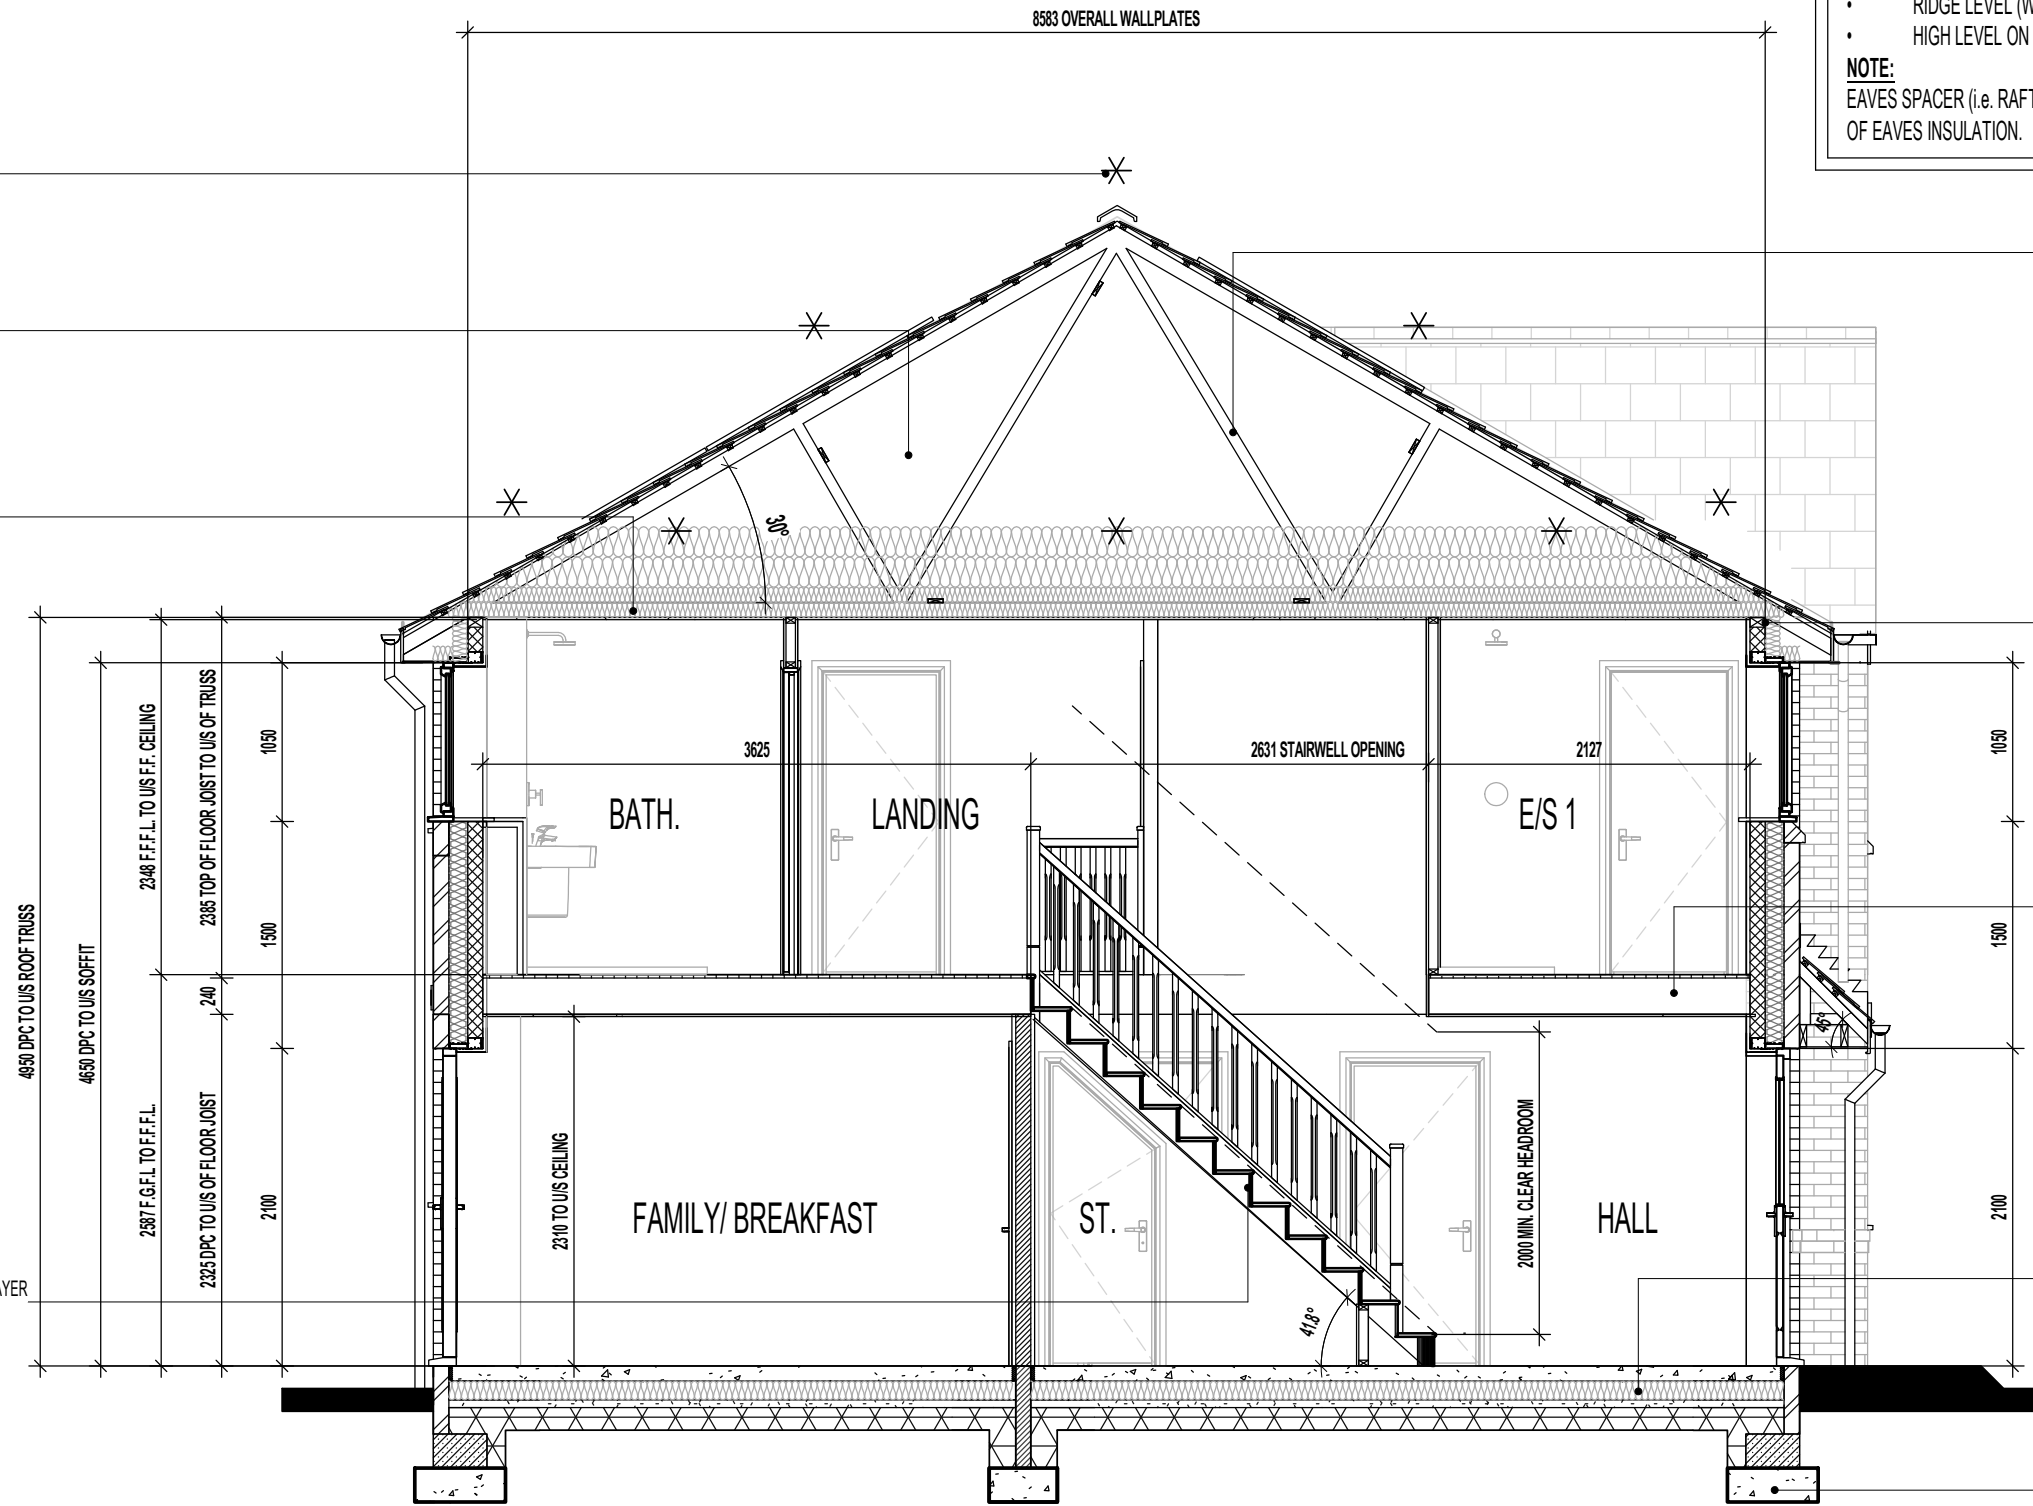 8583 OVERALL WALLPLATES
• RIDGE LEVEL (W
• HIGH LEVEL ON
NOTE:
EAVES SPACER (i.e. RAFT
OF EAVES INSULATION.
30°
4950 DPC TO U/S ROOF TRUSS
4650 DPC TO U/S SOFFIT
2348 F.F.F.L. TO U/S F.F. CEILING
2587 F.G.F.L TO F.F.F.L.
2385 TOP OF FLOOR JOIST TO U/S OF TRUSS
240
2325 DPC TO U/S OF FLOOR JOIST
1050
1500
2100
3625
2631 STAIRWELL OPENING
2127
BATH.
LANDING
E/S 1
1050
1500
2100
45°
2310 TO U/S CEILING
FAMILY/ BREAKFAST
ST.
HALL
2000 MIN. CLEAR HEADROOM
41.8°
AYER